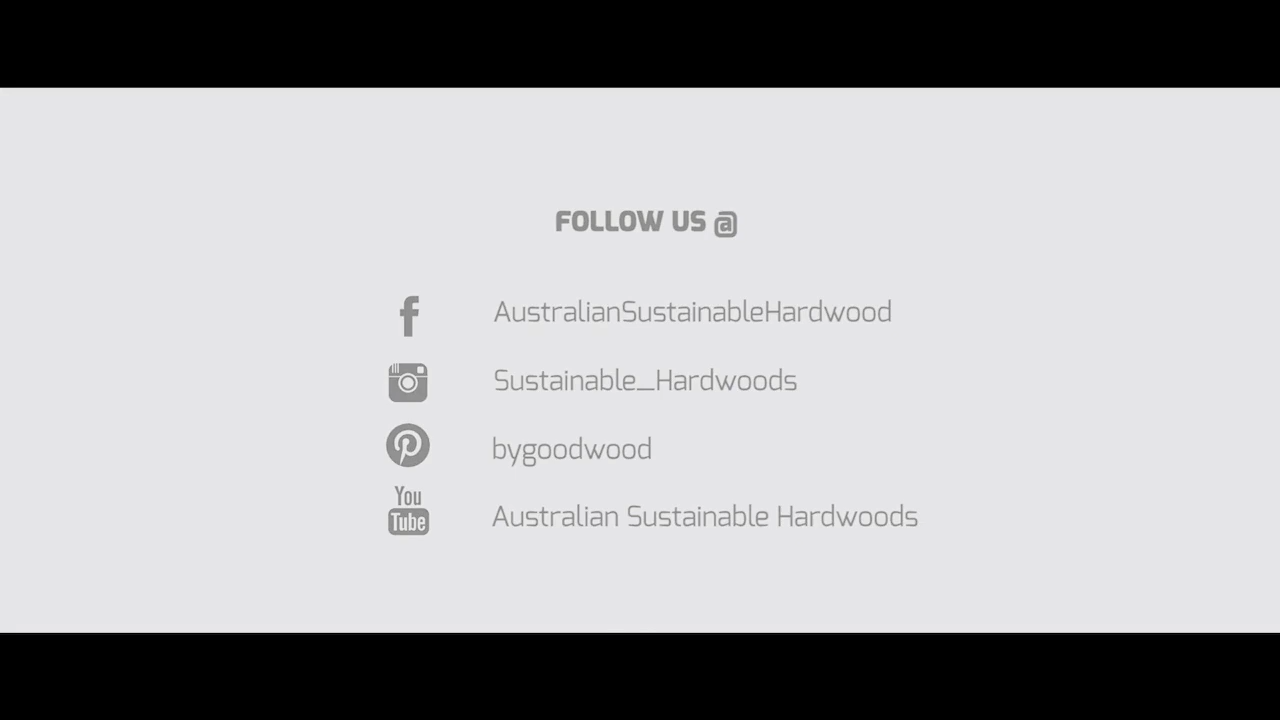 FOLLOW US @
AustralianSustainableHardwood
Sustainable_Hardwoods
bygoodwood
You
Tube
Australian Sustainable Hardwoods